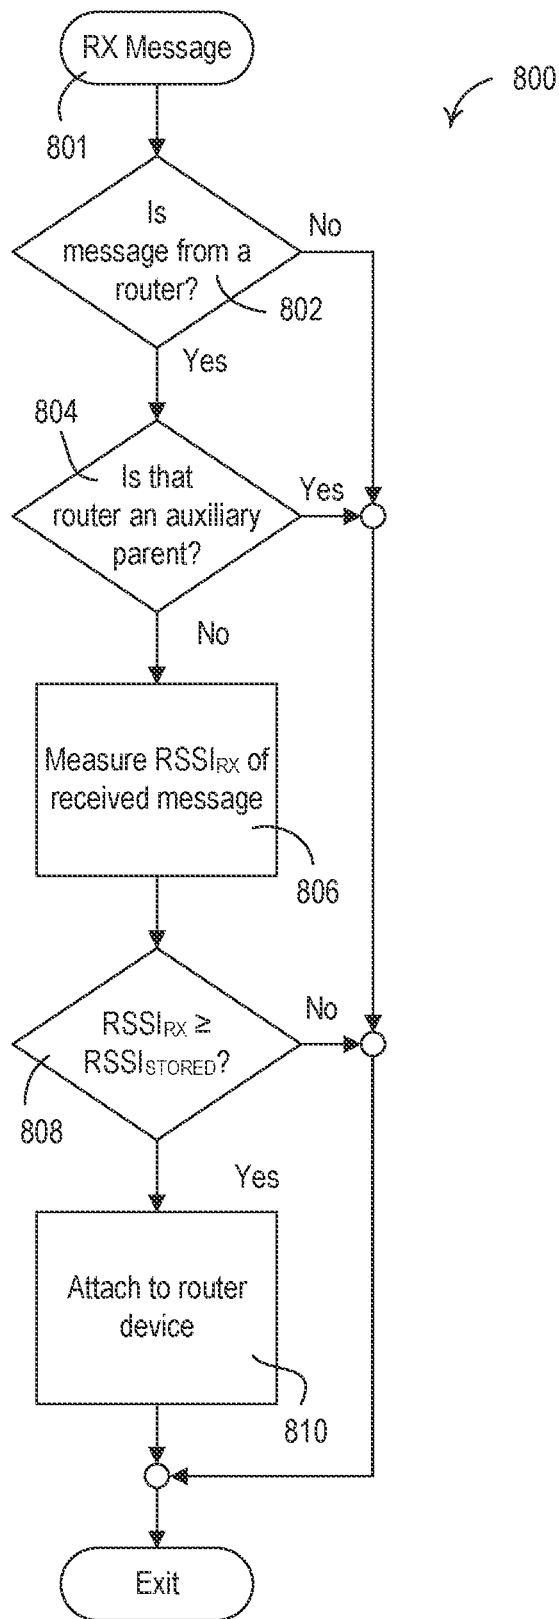 RX Message
800
801
Is
message from a
router?
No
802
Yes
804
Is that
router an auxiliary
parent?
Yes
No
Measure RSSIRX of
received message
806
RSSIRX ≥
RSSISTORED?
No
808
Yes
Attach to router
device
810
Exit